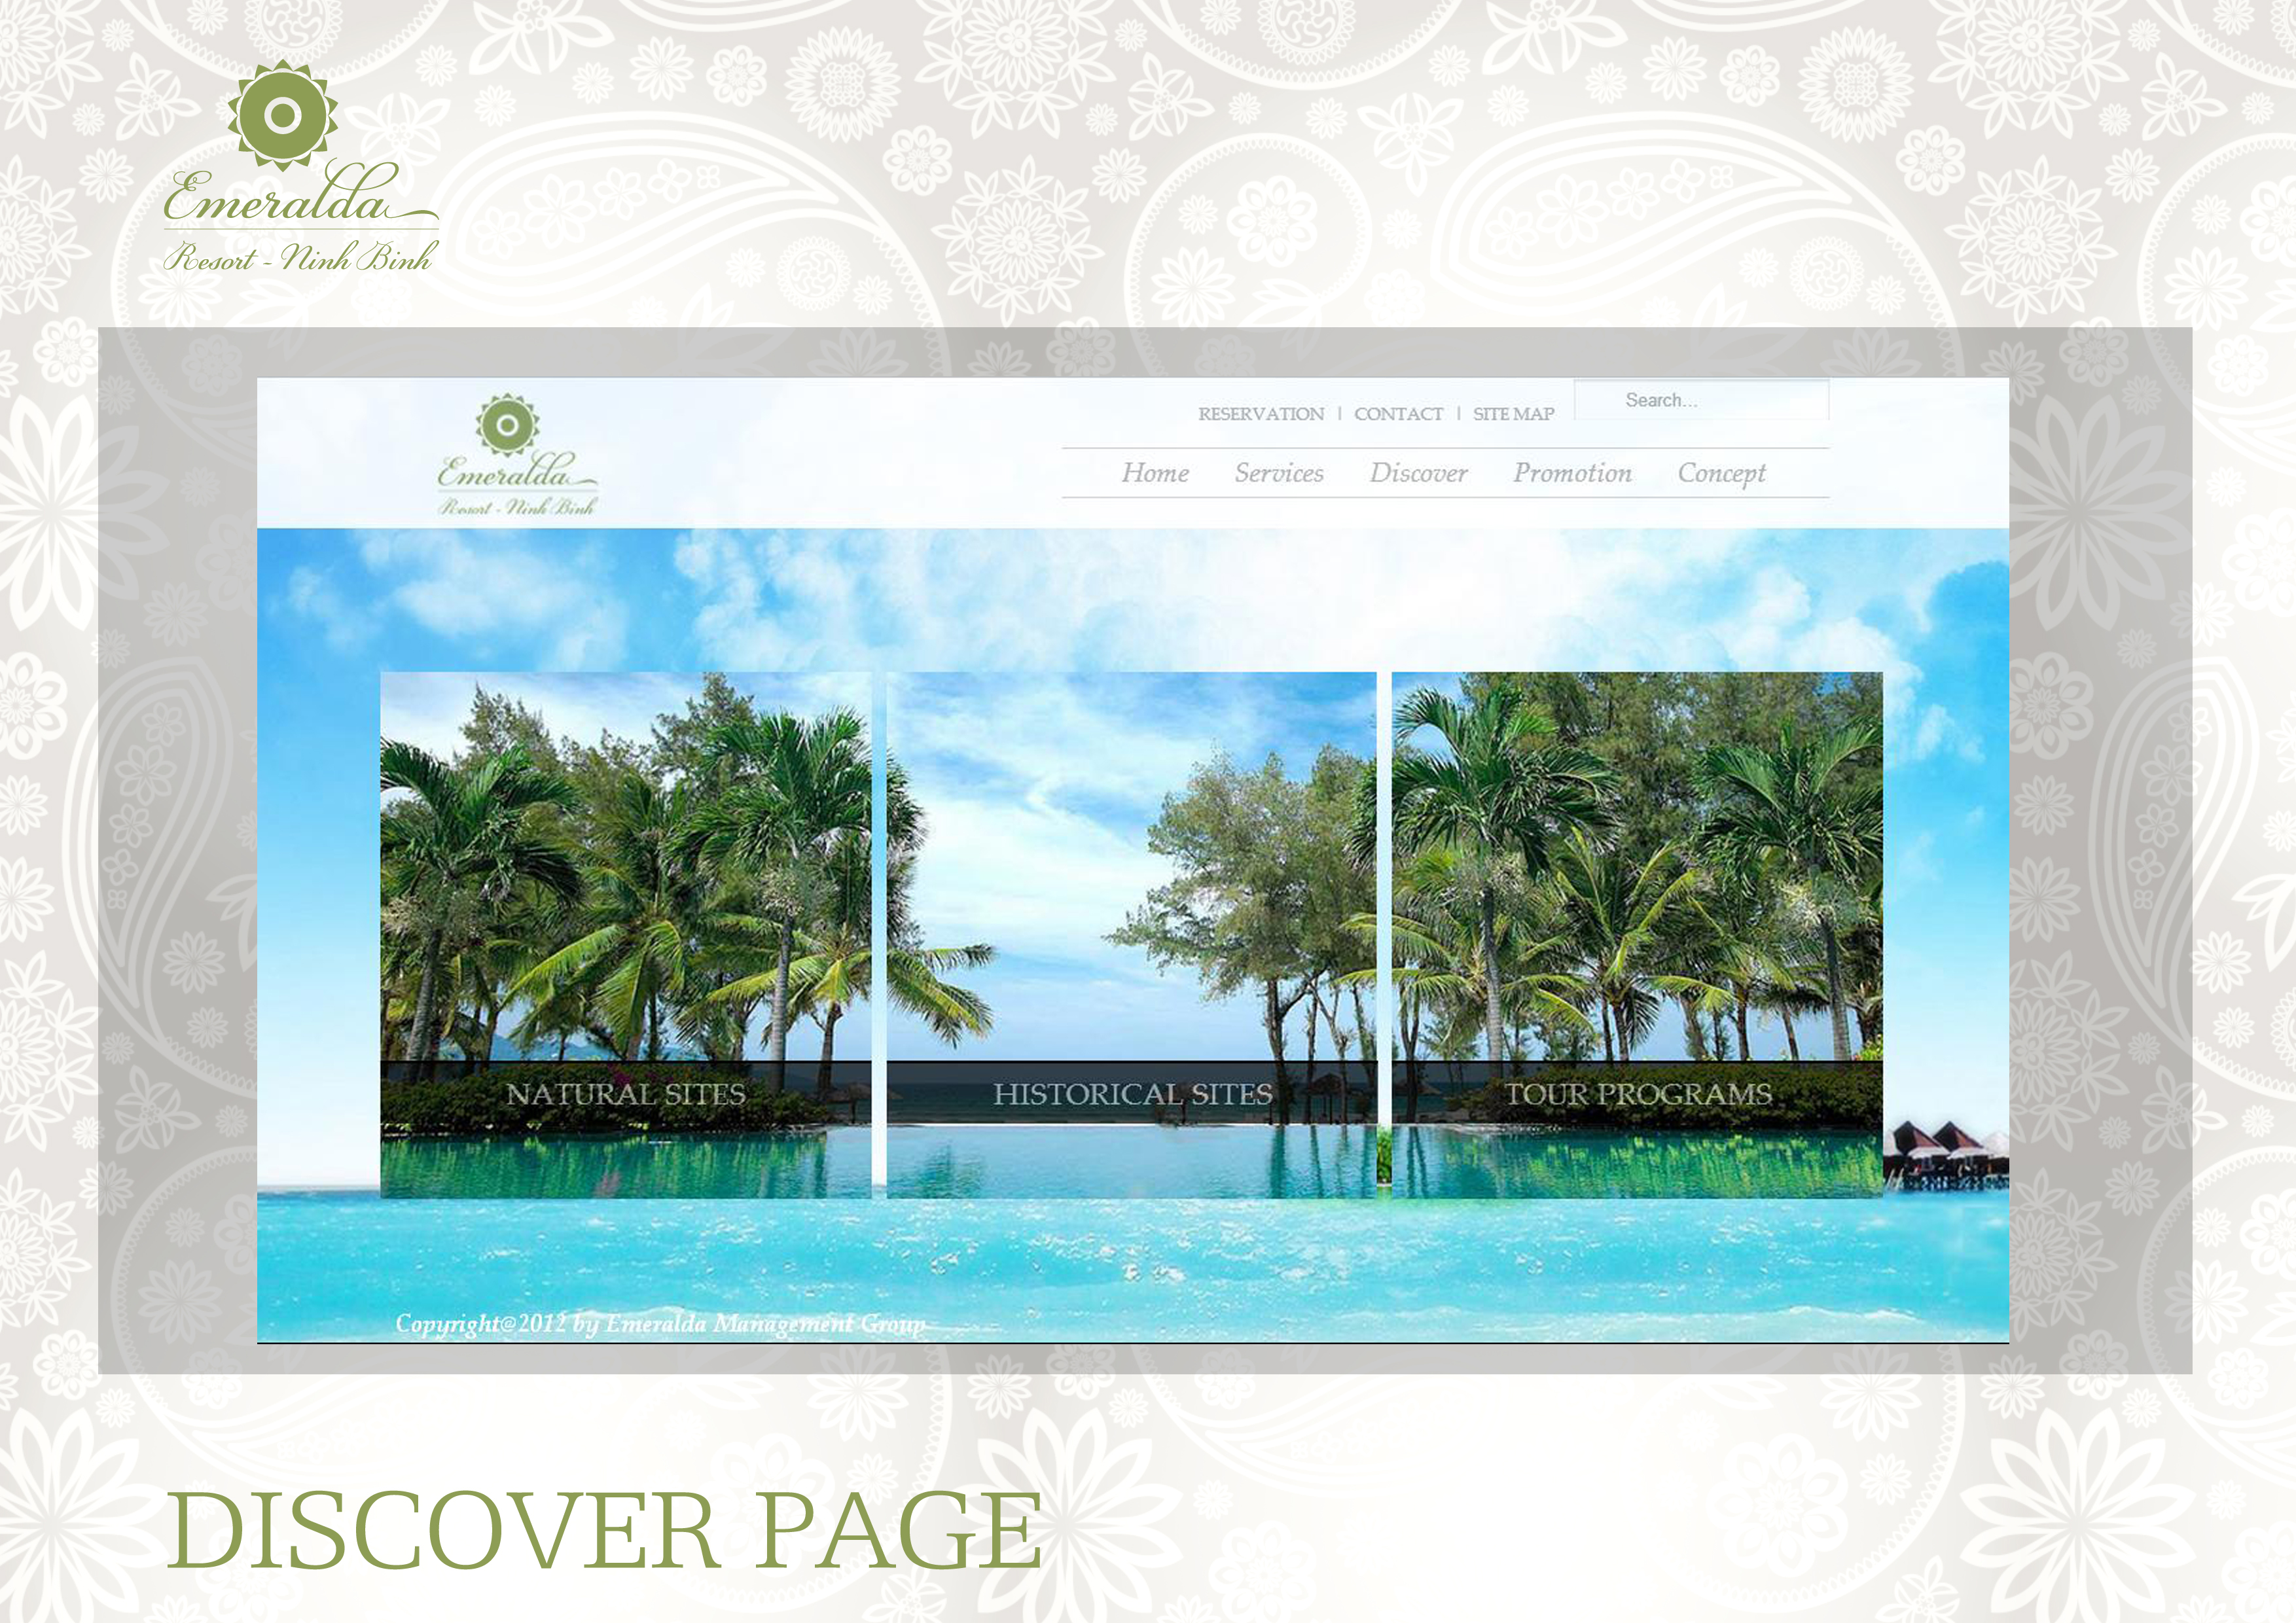 Emeralda
Resort - Ninh Binh
Emeralda
Resort - Ninh Binh
RESERVATION | CONTACT | SITE MAP
Search...
Home Services Discover Promotion Concept
NATURAL SITES
HISTORICAL SITES
TOUR PROGRAMS
Copyright@2012 by Emeralda Management Group
DISCOVER PAGE